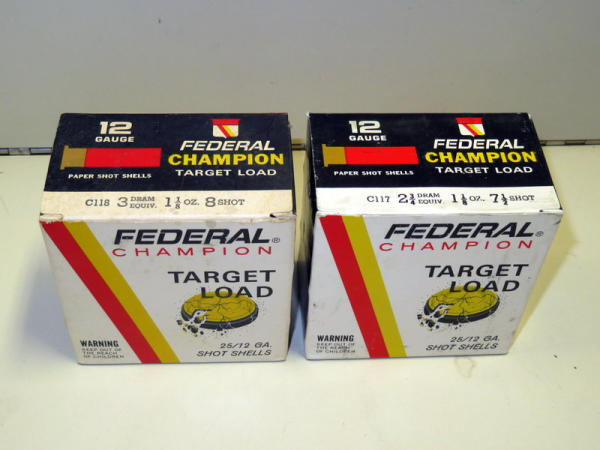 12
GAUGE
FEDERAL
CHAMPION
TARGET LOAD
PAPER SHOT SHELLS
C118 3 DRAM EQUIV. 1 1/8 OZ. 8 SHOT
FEDERAL®
CHAMPION
TARGET
LOAD
WARNING
KEEP OUT OF
THE REACH
OF CHILDREN
25/12 GA.
SHOT SHELLS
12
GAUGE
FEDERAL
CHAMPION
TARGET LOAD
PAPER SHOT SHELLS
C117 2 3/4 DRAM EQUIV. 1 1/8 OZ. 7 1/2 SHOT
FEDERAL®
CHAMPION
TARGET
LOAD
WARNING
KEEP OUT OF
THE REACH
OF CHILDREN
25/12 GA.
SHOT SHELLS